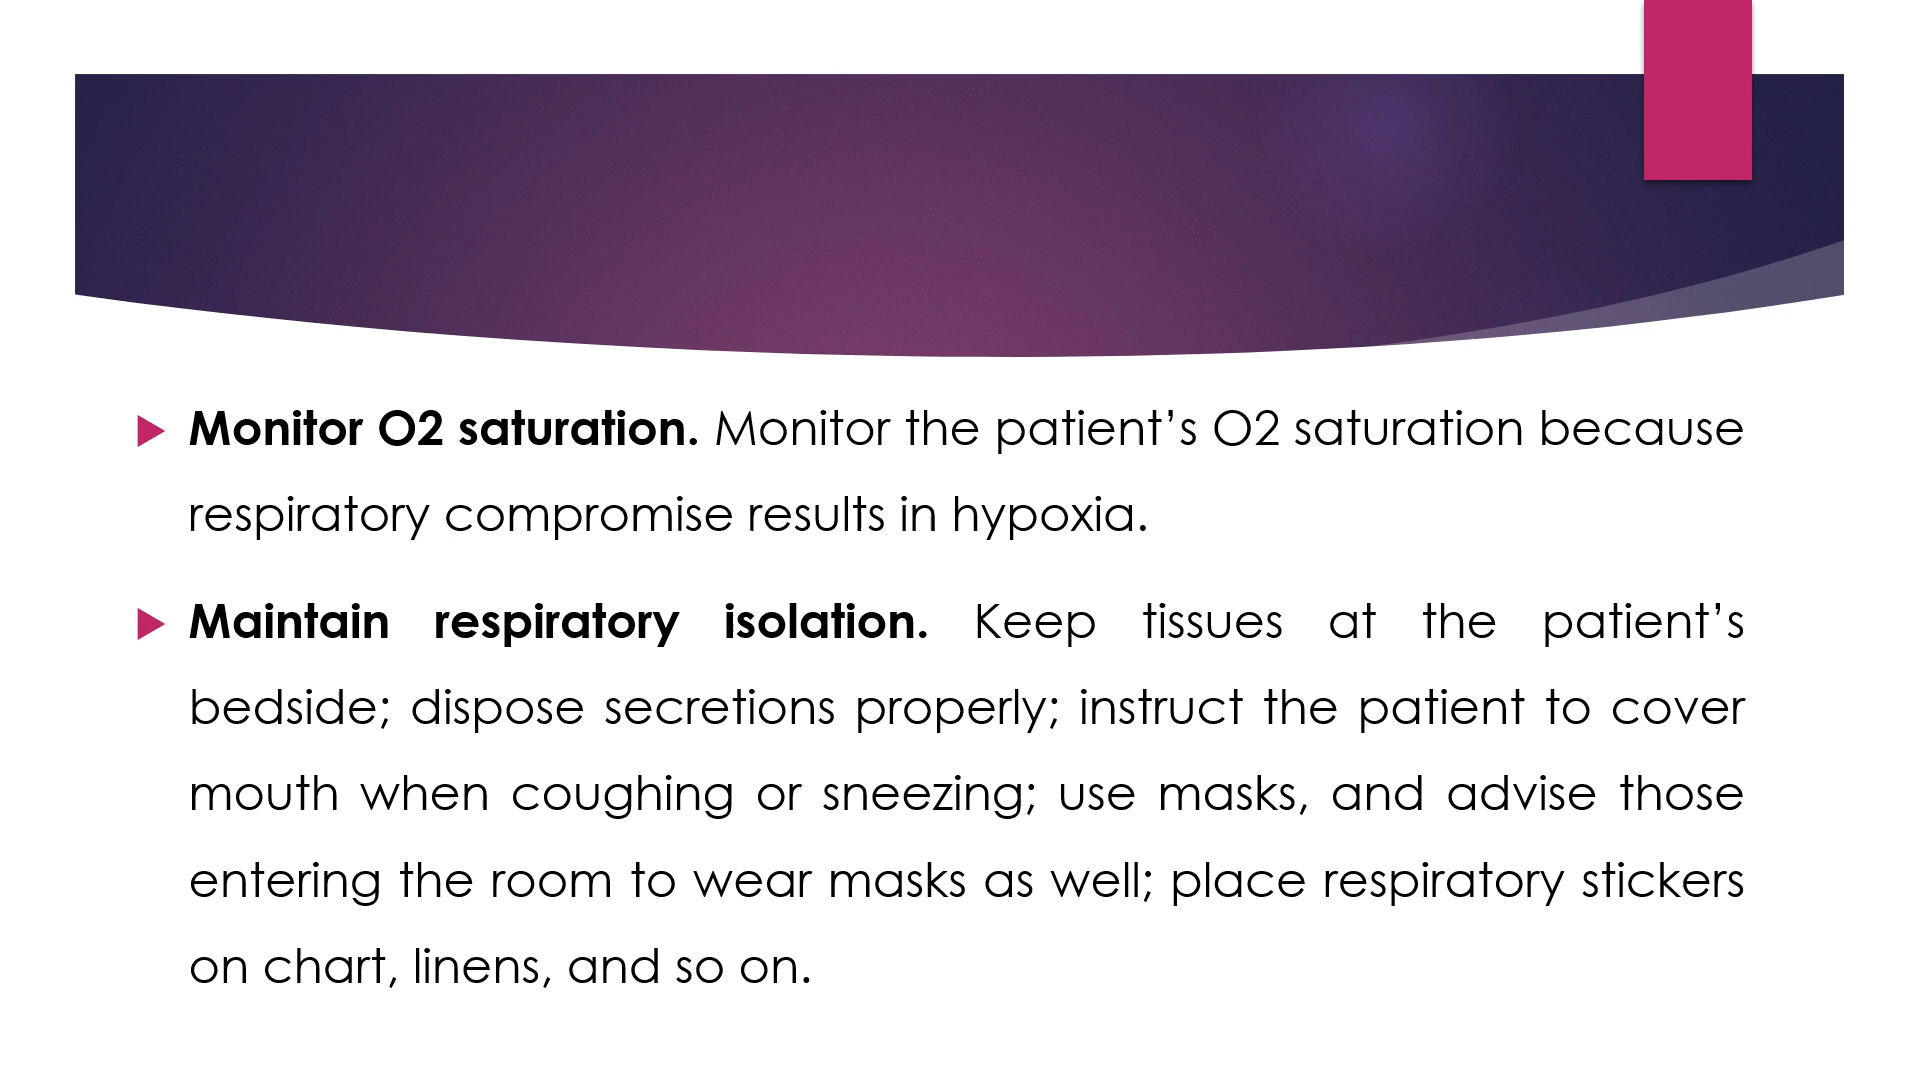 Monitor O2 saturation. Monitor the patient’s O2 saturation because
respiratory compromise results in hypoxia.
Maintain respiratory isolation. Keep tissues at the patient’s
bedside; dispose secretions properly; instruct the patient to cover
mouth when coughing or sneezing; use masks, and advise those
entering the room to wear masks as well; place respiratory stickers
on chart, linens, and so on.